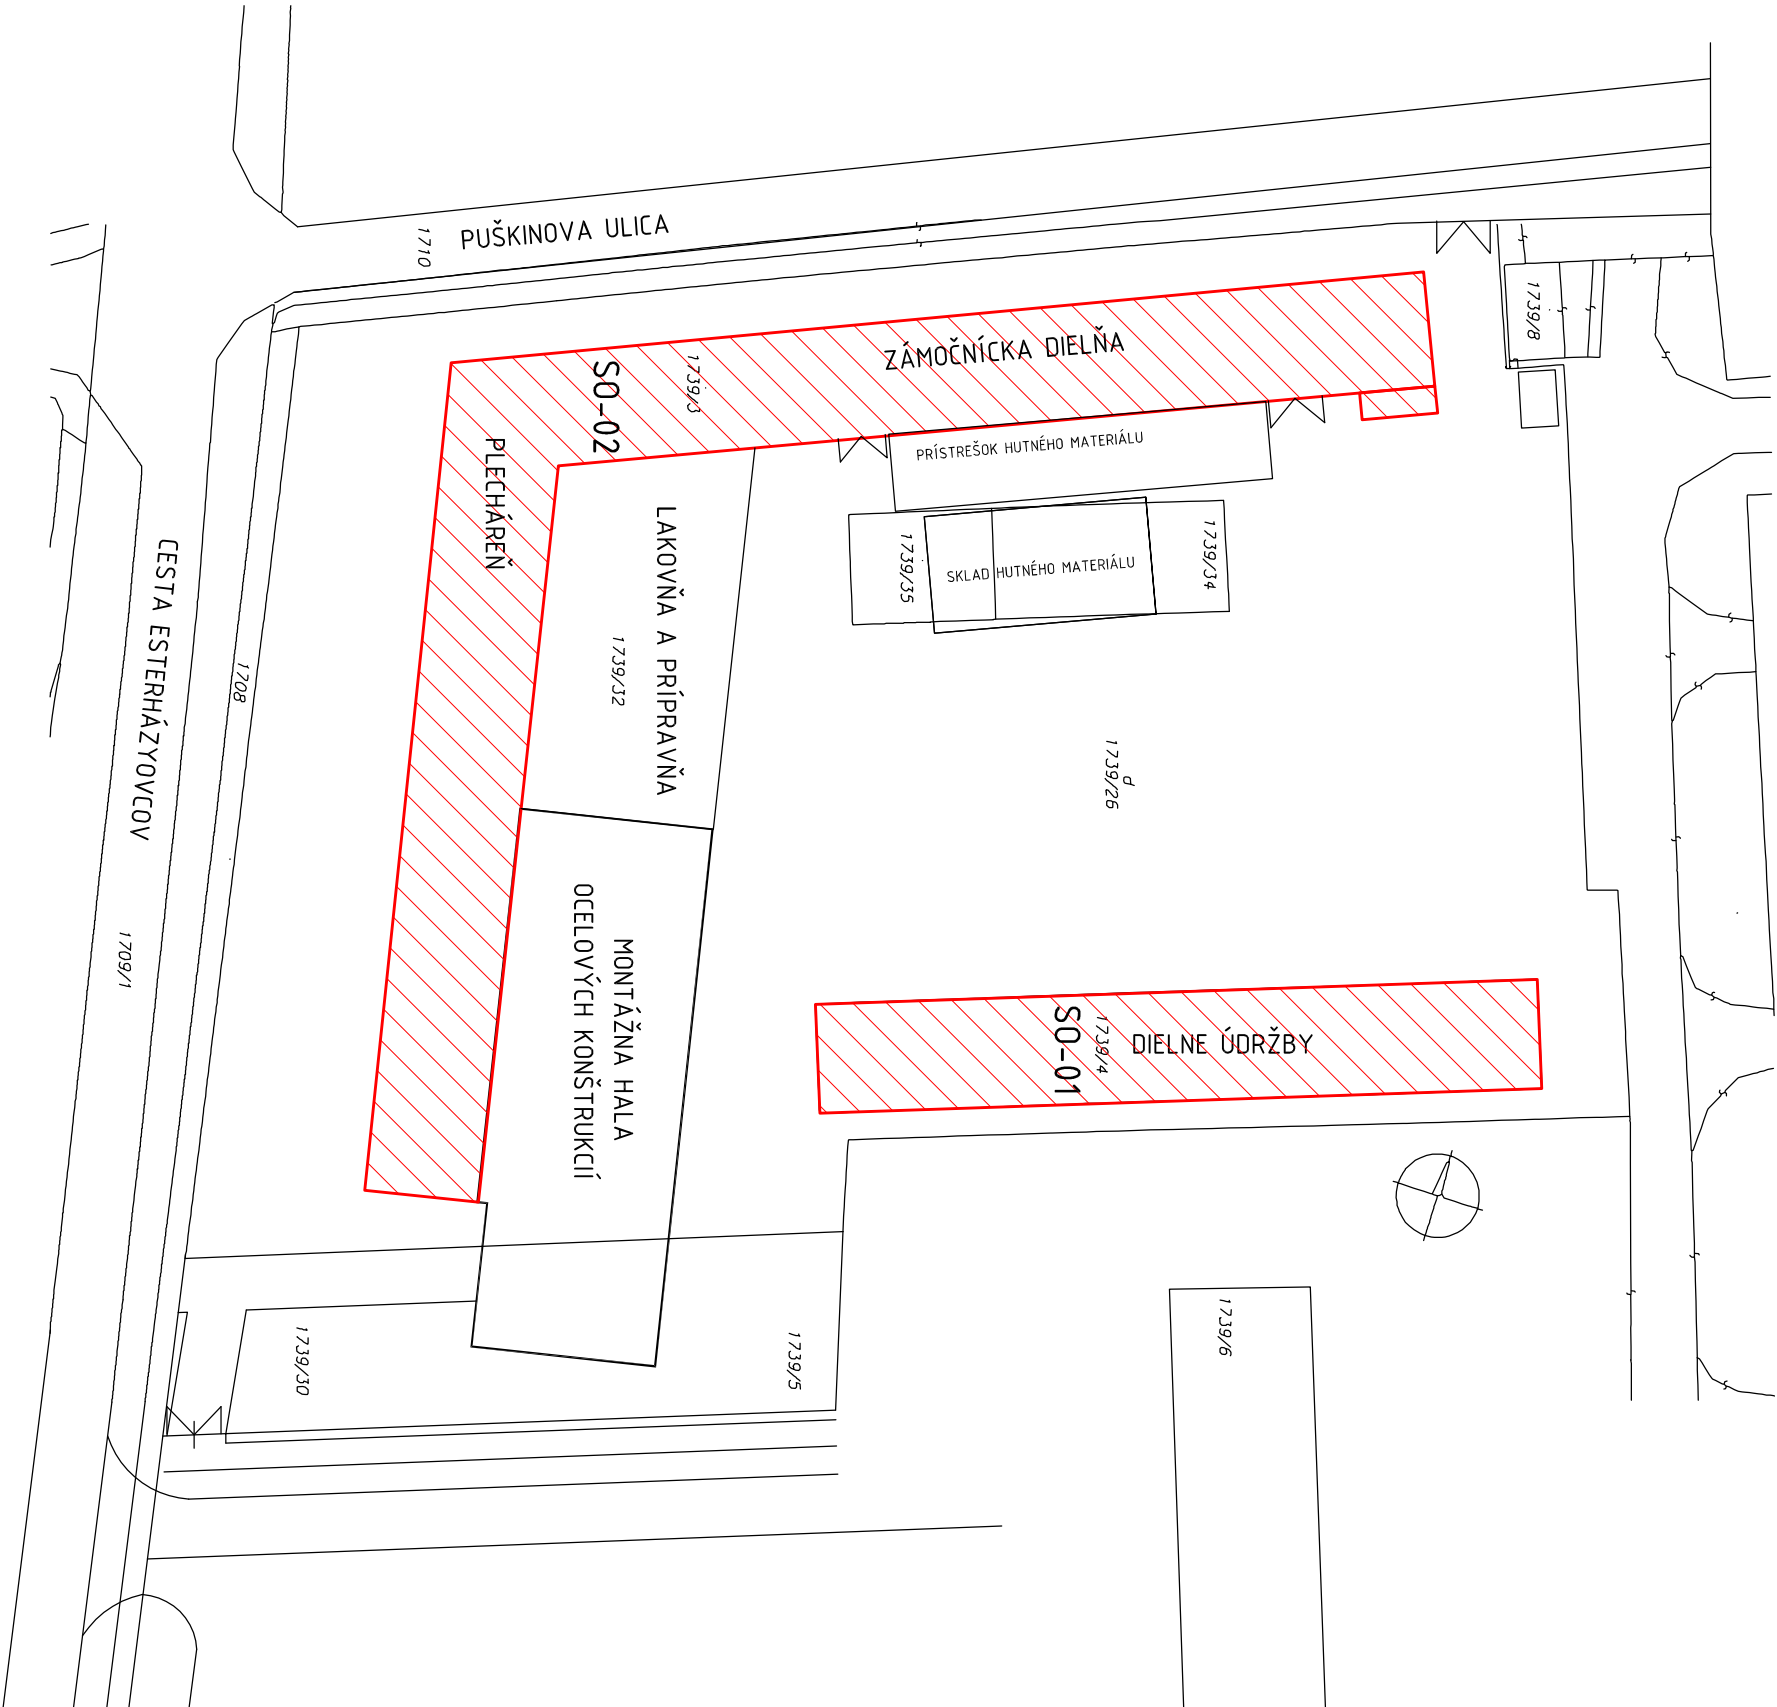 PUŠKINOVA ULICA
1710
1739/8
ZÁMOČNÍCKA DIELŇA
1739/3
SO-02
PLECHÁREŇ
PRÍSTREŠOK HUTNÉHO MATERIÁLU
LAKOVŇA A PRÍPRAVŇA
1739/32
1739/35
SKLAD HUTNÉHO MATERIÁLU
1739/34
CESTA ESTERHÁZYOVCOV
1708
1739/26
d
1709/1
MONTÁŽNA HALA
OCELOVÝCH KONŠTRUKCIÍ
SO-01
1739/4
DIELNE ÚDRŽBY
1739/30
1739/5
1739/6